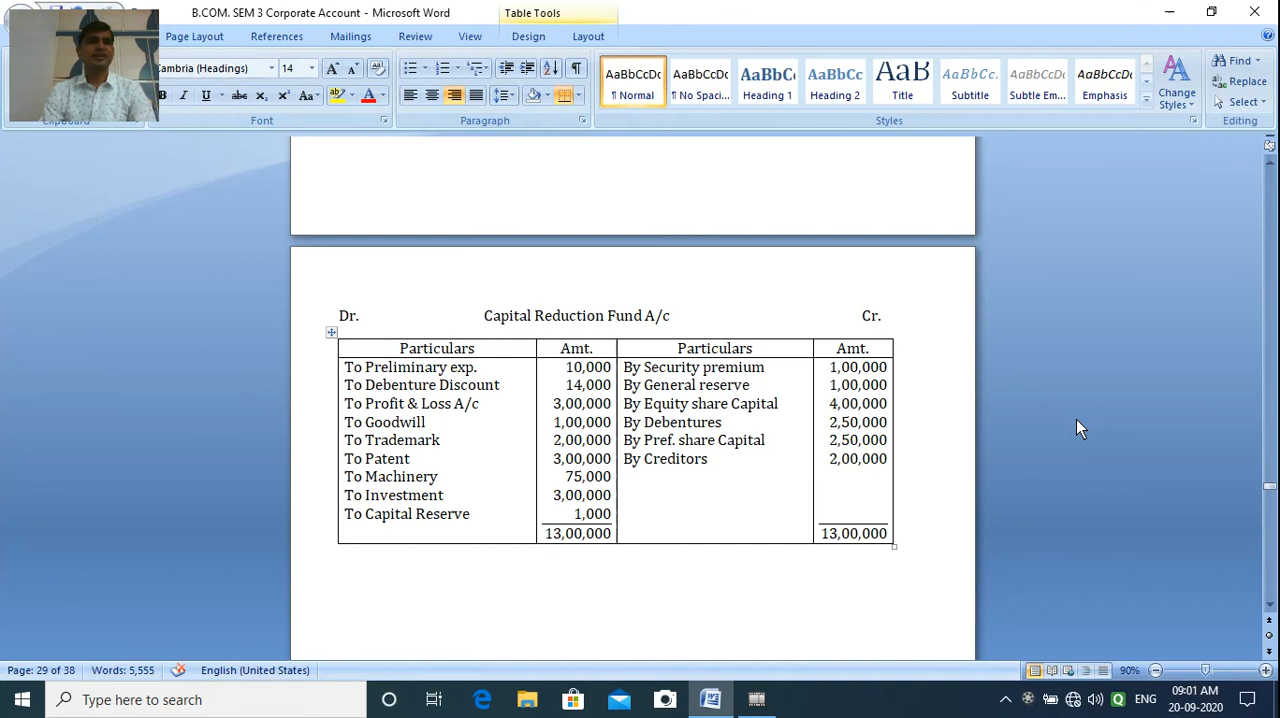 B.COM. SEM 3 Corporate Account - Microsoft Word
Table Tools
Page Layout References Mailings Review View Design Layout
Cambria (Headings) 14
AaBbCcDc AaBbCcDc AaBbCc AaBbCc AaB AaBbCc. AaBbCcDc AaBbCcDc
¶ Normal ¶ No Spaci... Heading 1 Heading 2 Title Subtitle Subtle Em... Emphasis
Change Styles
Find
Replace
Select
Clipboard Font Paragraph Styles Editing
Dr. Capital Reduction Fund A/c Cr.
Particulars Amt. Particulars Amt.
To Preliminary exp. 10,000 By Security premium 1,00,000
To Debenture Discount 14,000 By General reserve 1,00,000
To Profit & Loss A/c 3,00,000 By Equity share Capital 4,00,000
To Goodwill 1,00,000 By Debentures 2,50,000
To Trademark 2,00,000 By Pref. share Capital 2,50,000
To Patent 3,00,000 By Creditors 2,00,000
To Machinery 75,000
To Investment 3,00,000
To Capital Reserve 1,000
13,00,000 13,00,000
Page: 29 of 38 Words: 5,555 English (United States) 90%
Type here to search
ENG
09:01 AM
20-09-2020